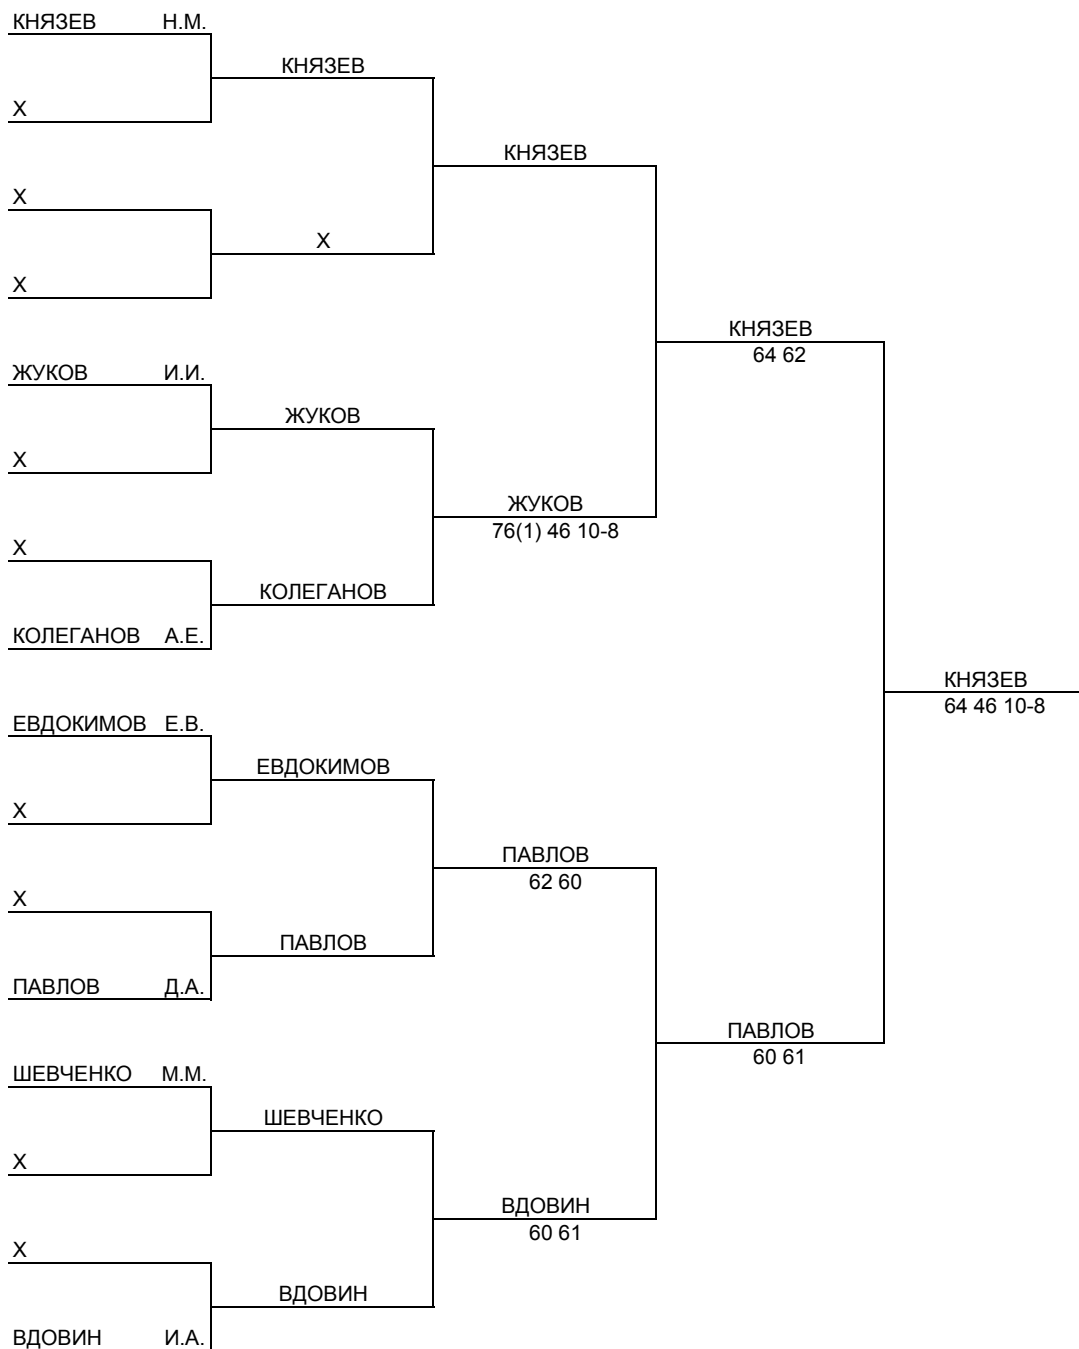 КНЯЗЕВ Н.М.
КНЯЗЕВ
Х
КНЯЗЕВ
Х
Х
Х
КНЯЗЕВ
64 62
ЖУКОВ И.И.
ЖУКОВ
Х
ЖУКОВ
76(1) 46 10-8
Х
КОЛЕГАНОВ
КОЛЕГАНОВ А.Е.
КНЯЗЕВ
64 46 10-8
ЕВДОКИМОВ Е.В.
ЕВДОКИМОВ
Х
ПАВЛОВ
62 60
Х
ПАВЛОВ
ПАВЛОВ Д.А.
ПАВЛОВ
60 61
ШЕВЧЕНКО М.М.
ШЕВЧЕНКО
Х
ВДОВИН
60 61
Х
ВДОВИН
ВДОВИН И.А.